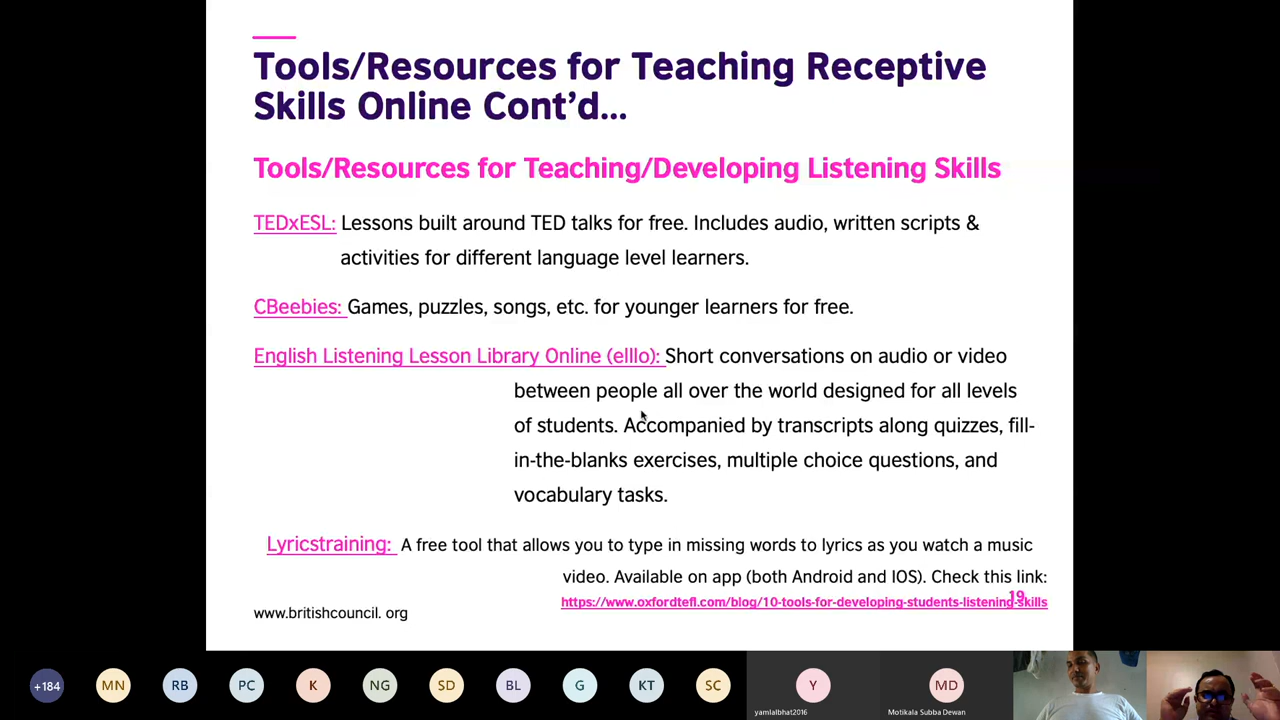 Tools/Resources for Teaching Receptive
Skills Online Cont’d…
Tools/Resources for Teaching/Developing Listening Skills
TEDxESL: Lessons built around TED talks for free. Includes audio, written scripts &
activities for different language level learners.
CBeebies: Games, puzzles, songs, etc. for younger learners for free.
English Listening Lesson Library Online (elllo): Short conversations on audio or video
between people all over the world designed for all levels
of students. Accompanied by transcripts along quizzes, fill-
in-the-blanks exercises, multiple choice questions, and
vocabulary tasks.
Lyricstraining: A free tool that allows you to type in missing words to lyrics as you watch a music
video. Available on app (both Android and IOS). Check this link:
https://www.oxfordtefl.com/blog/10-tools-for-developing-students-listening-skills
19
www.britishcouncil. org
+184 MN RB PC K NG SD BL G KT SC Y MD
yamlalbhat2016 Motikala Subba Dewan